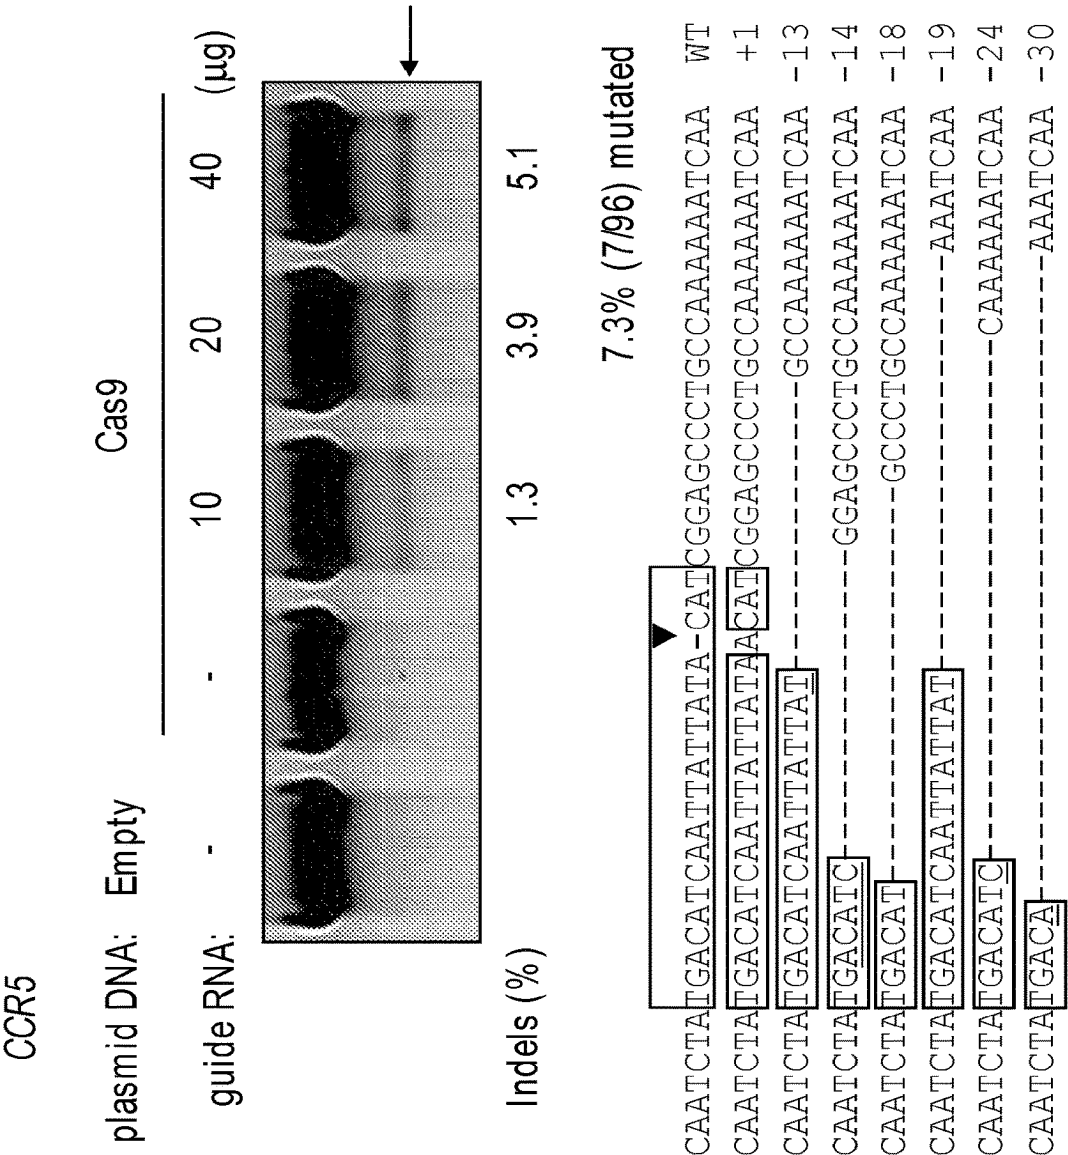 CCR5
plasmid DNA: Empty Cas9
guide RNA: - - 10 20 40 (µg)
Indels (%) 1.3 3.9 5.1
7.3% (7/96) mutated
CAATCTATGACATCAATTATTATA-CATCGGAGCCCTGCCAAAAAATCAA WT
CAATCTATGACATCAATTATTATAACATCGGAGCCCTGCCAAAAAATCAA +1
CAATCTATGACATCAATTATTAT--------------GCCAAAAAATCAA -13
CAATCTATGACATC---------------GGAGCCCTGCCAAAAAATCAA -14
CAATCTATGACAT-------------------GCCCTGCCAAAAAATCAA -18
CAATCTATGACATCAATTATTAT--------------------AAATCAA -19
CAATCTATGACATC-------------------------CAAAAAATCAA -24
CAATCTATGACA-------------------------------AAATCAA -30